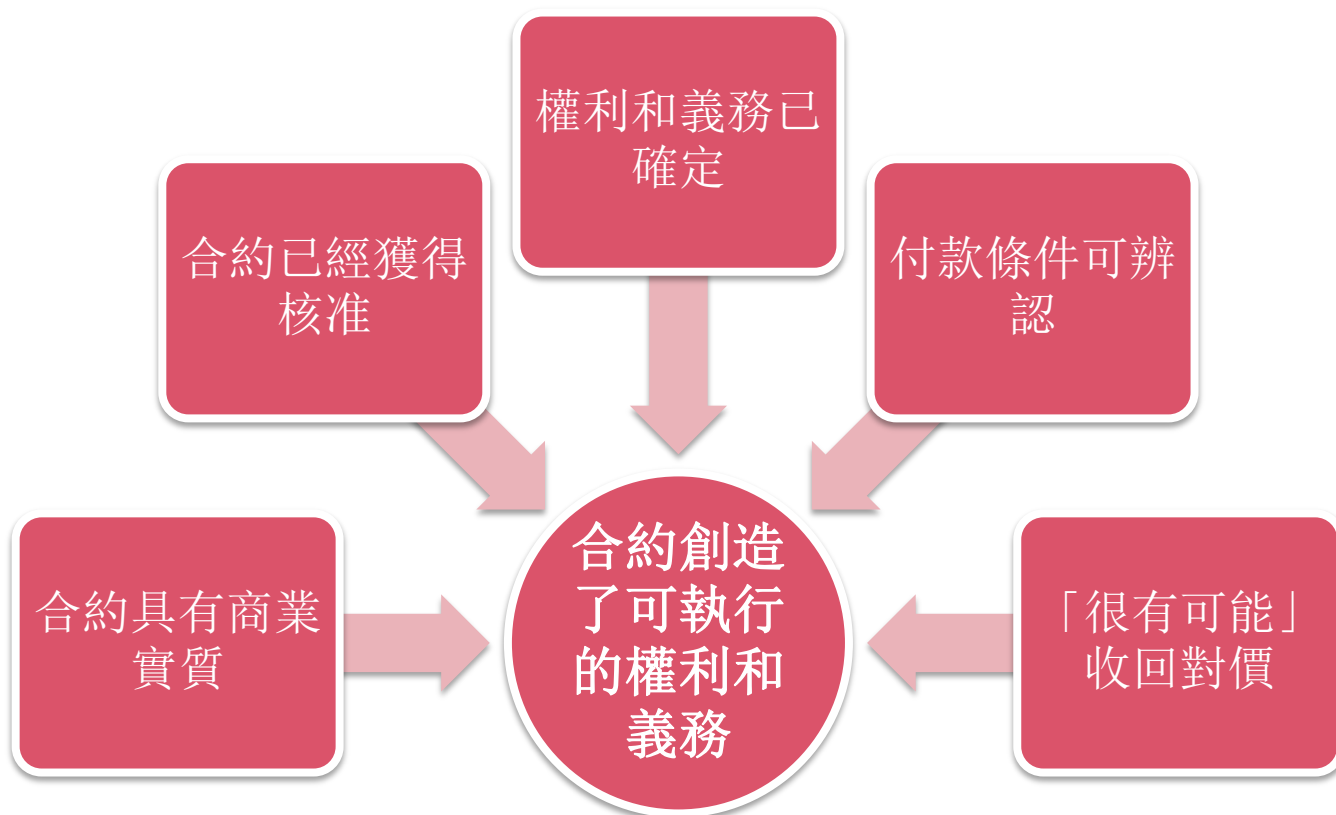 權利和義務已
確定
合約已經獲得
核准
付款條件可辨
認
合約具有商業
實質
合約創造
了可執行
的權利和
義務
「很有可能」
收回對價